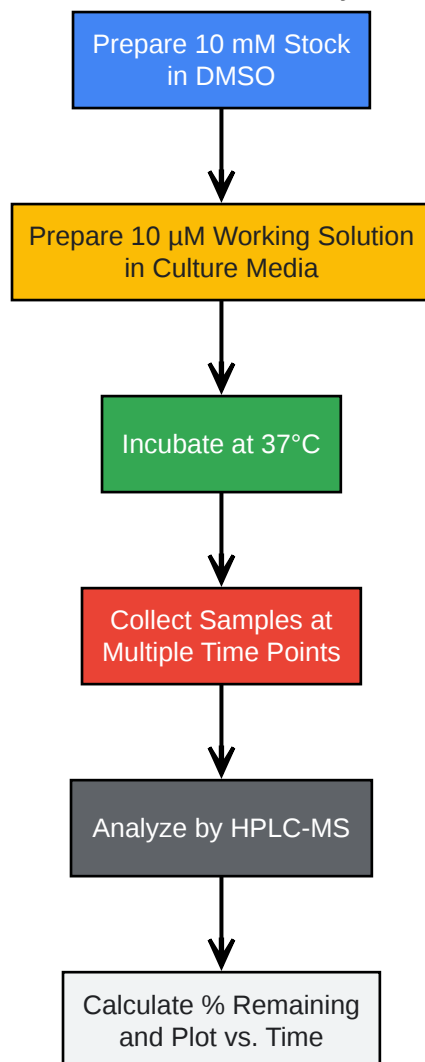 Prepare 10 mM Stock
in DMSO
Prepare 10 µM Working Solution
in Culture Media
Incubate at 37°C
Collect Samples at
Multiple Time Points
Analyze by HPLC-MS
Calculate % Remaining
and Plot vs. Time